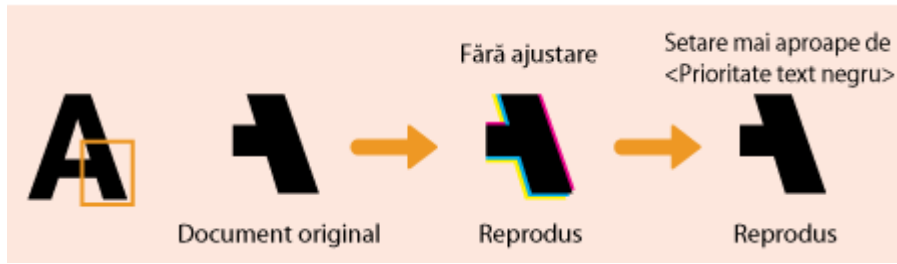 Fără ajustare
Setare mai aproape de
<Prioritate text negru>
A
Document original
Reprodus
Reprodus